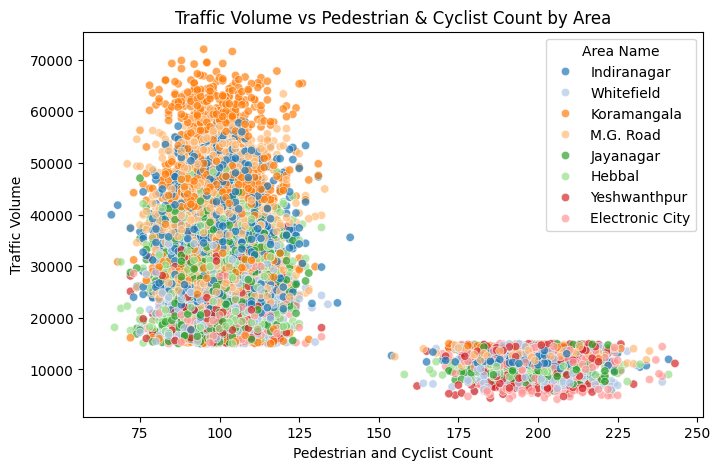 Traffic Volume vs Pedestrian & Cyclist Count by Area
Area Name
Indiranagar
Whitefield
Koramangala
M.G. Road
Jayanagar
Hebbal
Yeshwanthpur
Electronic City
Traffic Volume
70000
60000
50000
40000
30000
20000
10000
75 100 125 150 175 200 225 250
Pedestrian and Cyclist Count